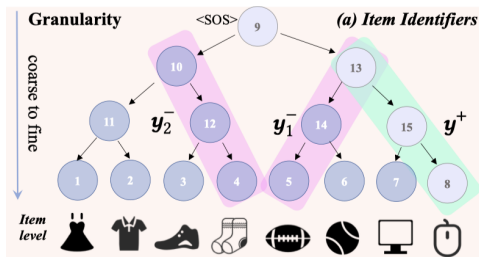 Granularity <SOS> (a) Item Identifiers
9
10 13
coarse to fine
11 y₂⁻ 12 y₁⁻ 14 15 y⁺
1 2 3 4 5 6 7 8
Item
level